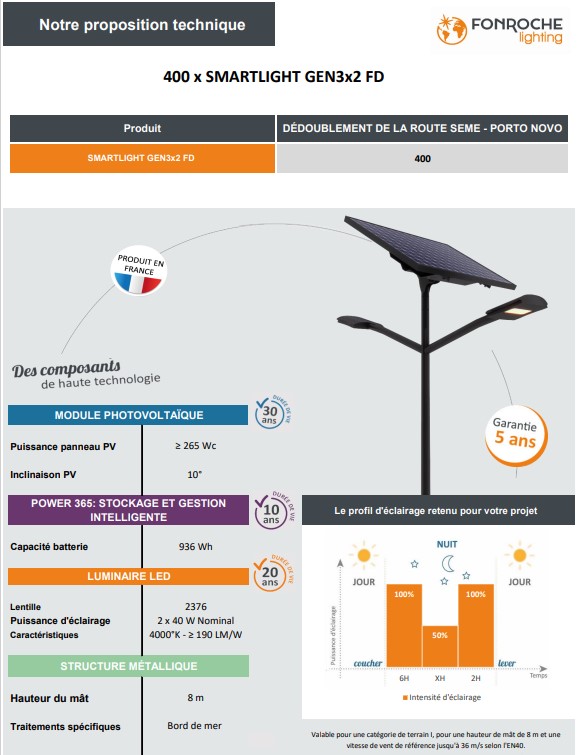 Notre proposition technique
FONROCHE
lighting
400 x SMARTLIGHT GEN3x2 FD
Produit
DÉDOUBLEMENT DE LA ROUTE SEME - PORTO NOVO
SMARTLIGHT GEN3x2 FD
400
PRODUIT EN
FRANCE
Des composants
de haute technologie
MODULE PHOTOVOLTAÏQUE
30
ans
DURÉE DE VIE
Puissance panneau PV
≥ 265 Wc
Inclinaison PV
10°
Garantie
5 ans
POWER 365: STOCKAGE ET GESTION
INTELLIGENTE
10
ans
DURÉE DE VIE
Capacité batterie
936 Wh
LUMINAIRE LED
20
ans
DURÉE DE VIE
Lentille
2376
Puissance d'éclairage
2 x 40 W Nominal
Caractéristiques
4000°K - ≥ 190 LM/W
STRUCTURE MÉTALLIQUE
Hauteur du mât
8 m
Traitements spécifiques
Bord de mer
Le profil d'éclairage retenu pour votre projet
NUIT
JOUR
JOUR
Puissance d'éclairage
100%
50%
100%
coucher
lever
6H
XH
2H
Temps
Intensité d'éclairage
Valable pour une catégorie de terrain I, pour une hauteur de mât de 8 m et une
vitesse de vent de référence jusqu'à 36 m/s selon l'EN40.